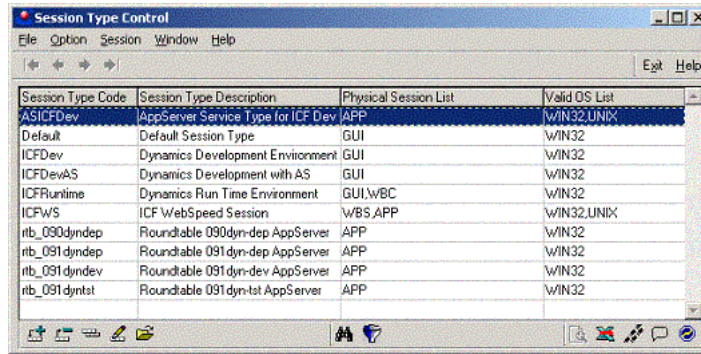 Session Type Control
File Option Session Window Help
Exit Help
Session Type Code Session Type Description Physical Session List Valid OS List
ASICFDev AppServer Service Type for ICF Dev APP WIN32,UNIX
Default Default Session Type GUI WIN32
ICFDev Dynamics Development Environment GUI WIN32
ICFDevAS Dynamics Development with AS GUI WIN32
ICFRuntime Dynamics Run Time Environment GUI,WBC WIN32
ICFWS ICF WebSpeed Session WBS,APP WIN32,UNIX
rtb_090dyndep Roundtable 090dyn-dep AppServer APP WIN32
rtb_091dyndep Roundtable 091dyn-dep AppServer APP WIN32
rtb_091dyndev Roundtable 091dyn-dev AppServer APP WIN32
rtb_091dyntst Roundtable 091dyn-tst AppServer APP WIN32